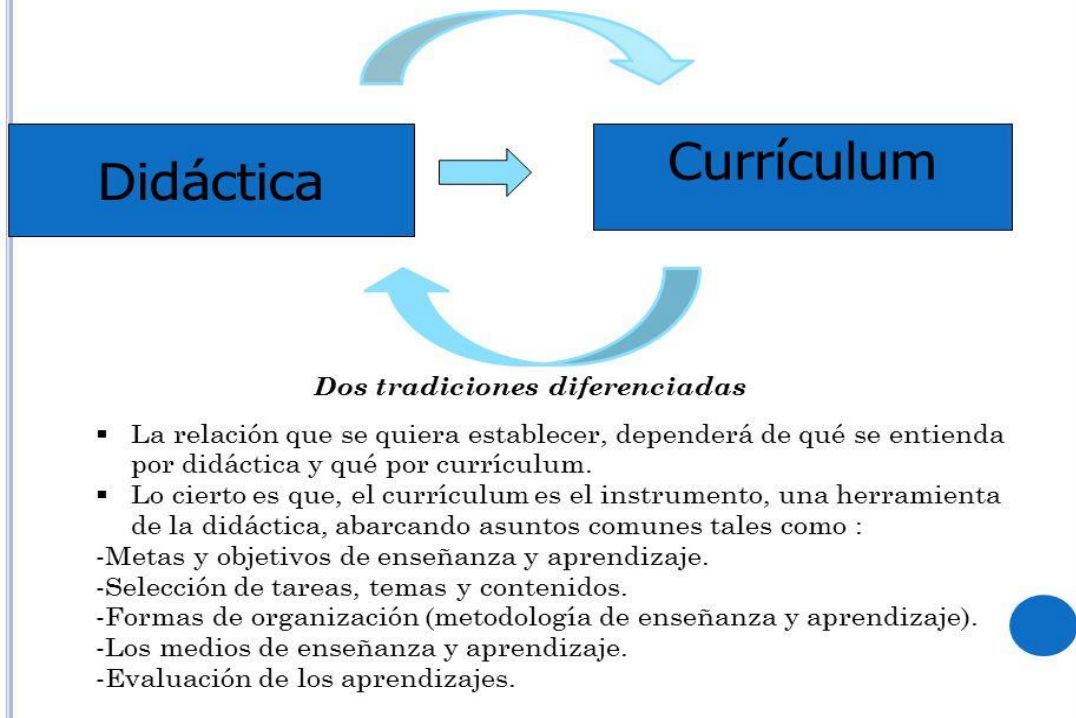 Didáctica
Currículum
Dos tradiciones diferenciadas
▪ La relación que se quiera establecer, dependerá de qué se entienda
por didáctica y qué por currículum.
▪ Lo cierto es que, el currículum es el instrumento, una herramienta
de la didáctica, abarcando asuntos comunes tales como :
-Metas y objetivos de enseñanza y aprendizaje.
-Selección de tareas, temas y contenidos.
-Formas de organización (metodología de enseñanza y aprendizaje).
-Los medios de enseñanza y aprendizaje.
-Evaluación de los aprendizajes.